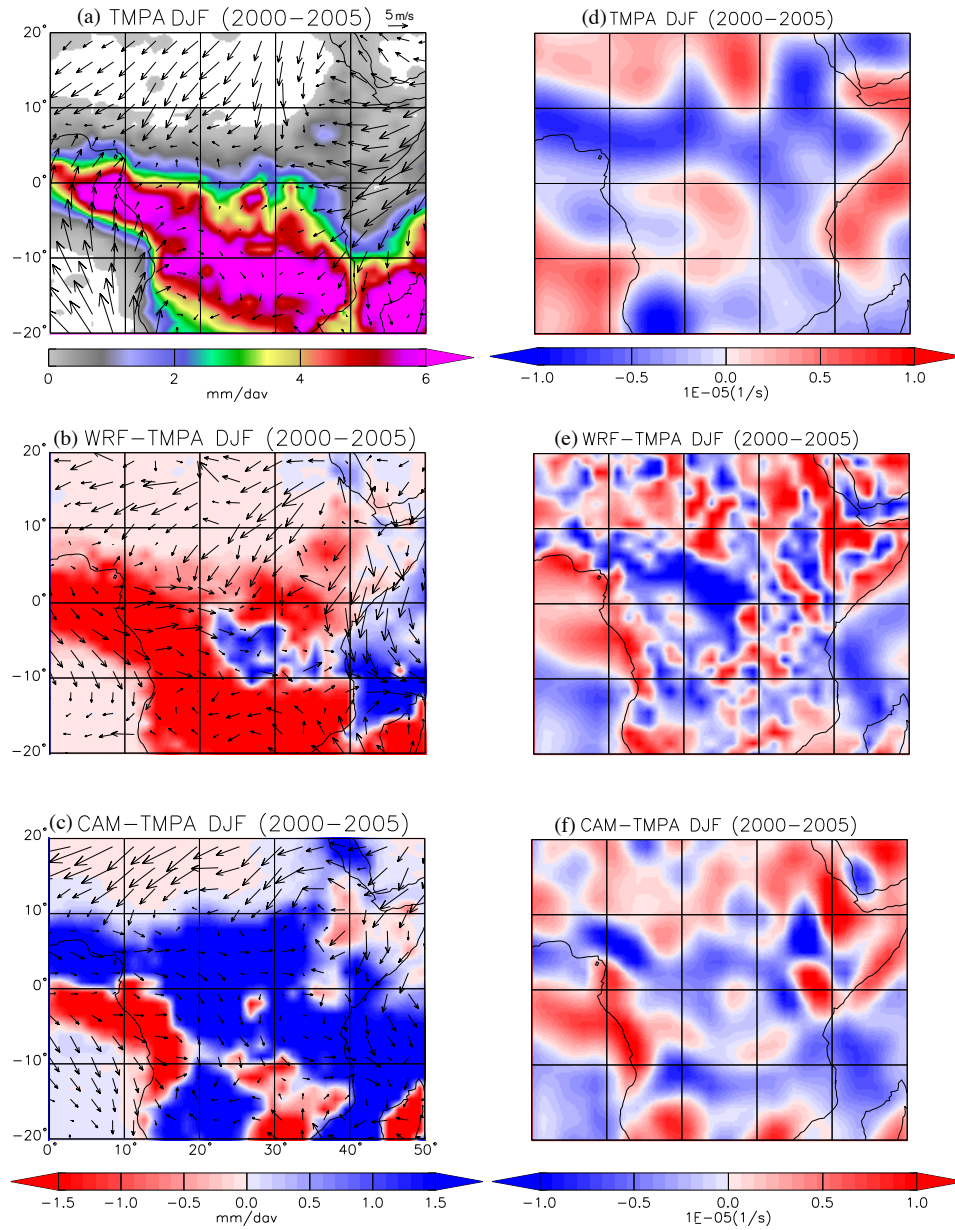 (a) TMPA DJF (2000−2005) 5 m/s
20°
10°
0°
−10°
−20°
0 2 4 6
mm/dav
(d) TMPA DJF (2000−2005)
−1.0 −0.5 0.0 0.5 1.0
1E−05(1/s)
(b) WRF−TMPA DJF (2000−2005)
20°
10°
0°
−10°
−20°
(e) WRF−TMPA DJF (2000−2005)
(c) CAM−TMPA DJF (2000−2005)
20°
10°
0°
−10°
−20°
0° 10° 20° 30° 40° 50°
−1.5 −1.0 −0.5 0.0 0.5 1.0 1.5
mm/dav
(f) CAM−TMPA DJF (2000−2005)
−1.0 −0.5 0.0 0.5 1.0
1E−05(1/s)